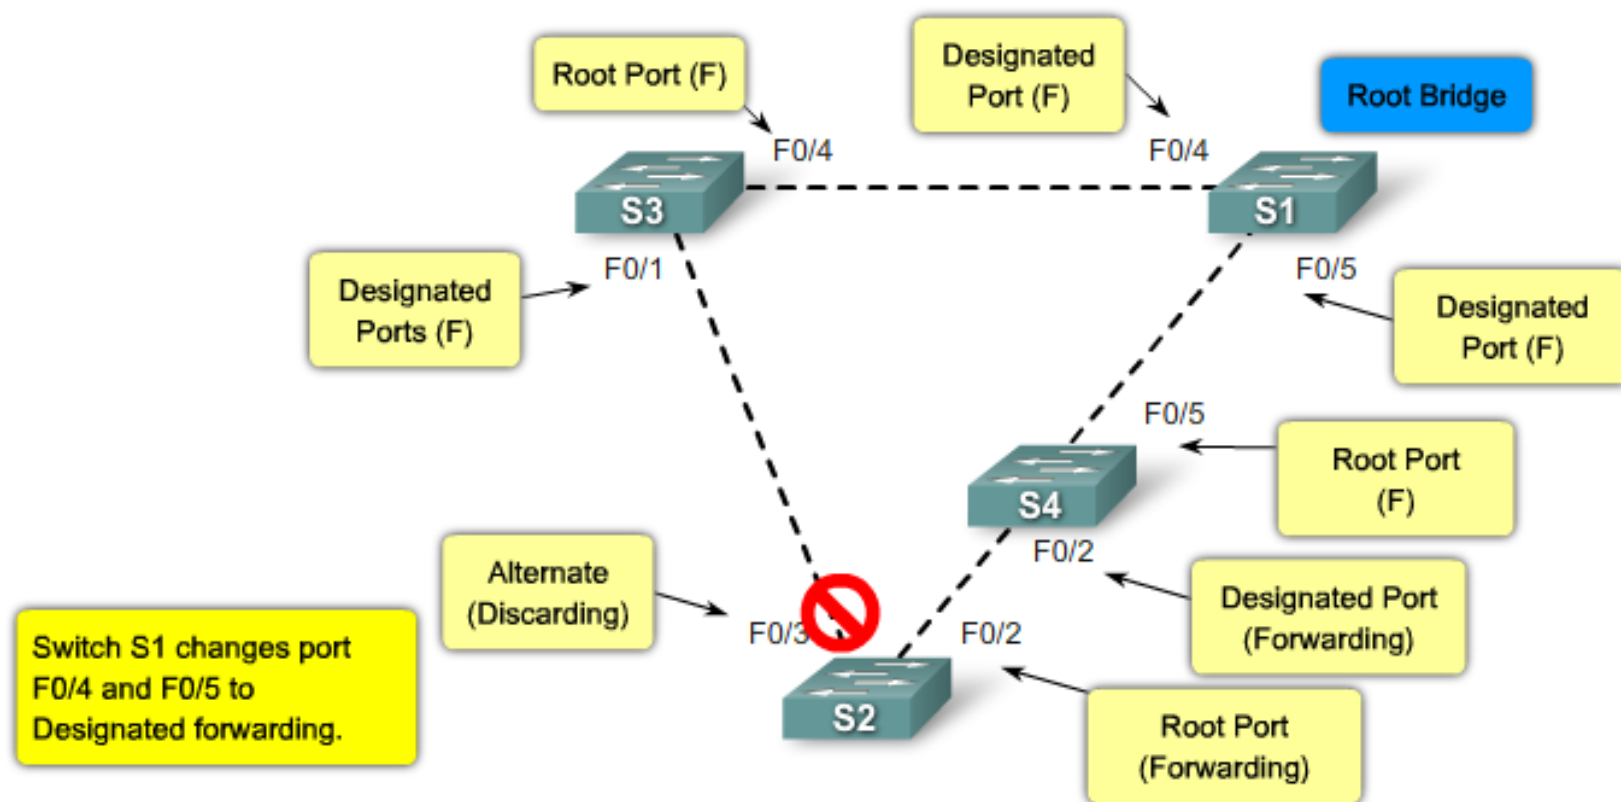 Root Port (F)
Designated
Port (F)
Root Bridge
F0/4
F0/4
S3
S1
F0/1
F0/5
Designated
Ports (F)
Designated
Port (F)
F0/5
Root Port
(F)
S4
F0/2
Alternate
(Discarding)
Designated Port
(Forwarding)
F0/3
F0/2
Switch S1 changes port
F0/4 and F0/5 to
Designated forwarding.
S2
Root Port
(Forwarding)